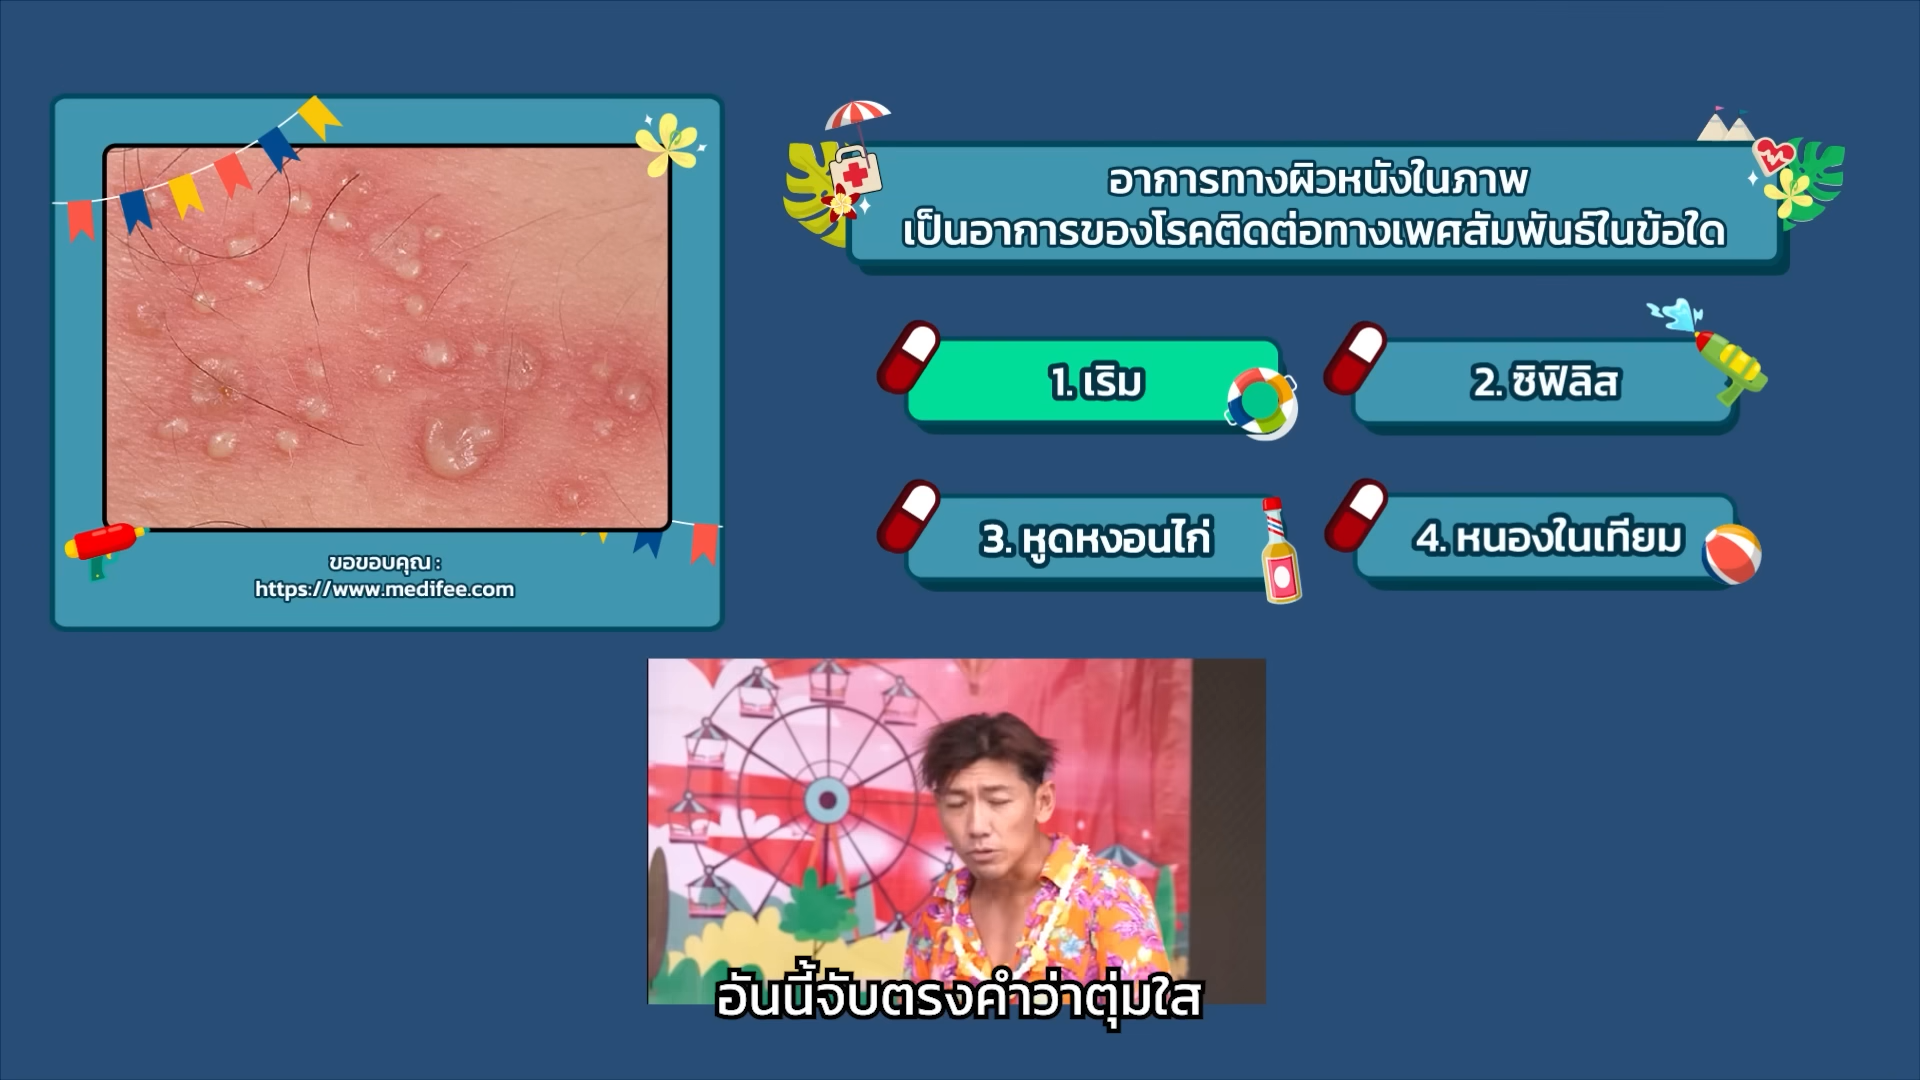 อาการทางผิวหนังในภาพ
เป็นอาการของโรคติดต่อทางเพศสัมพันธ์ในข้อใด
1. เริม
2. ซิฟิลิส
3. หูดหงอนไก่
4. หนองในเทียม
ขอขอบคุณ :
https://www.medifee.com
อันนี้จับตรงคำว่าตุ่มใส